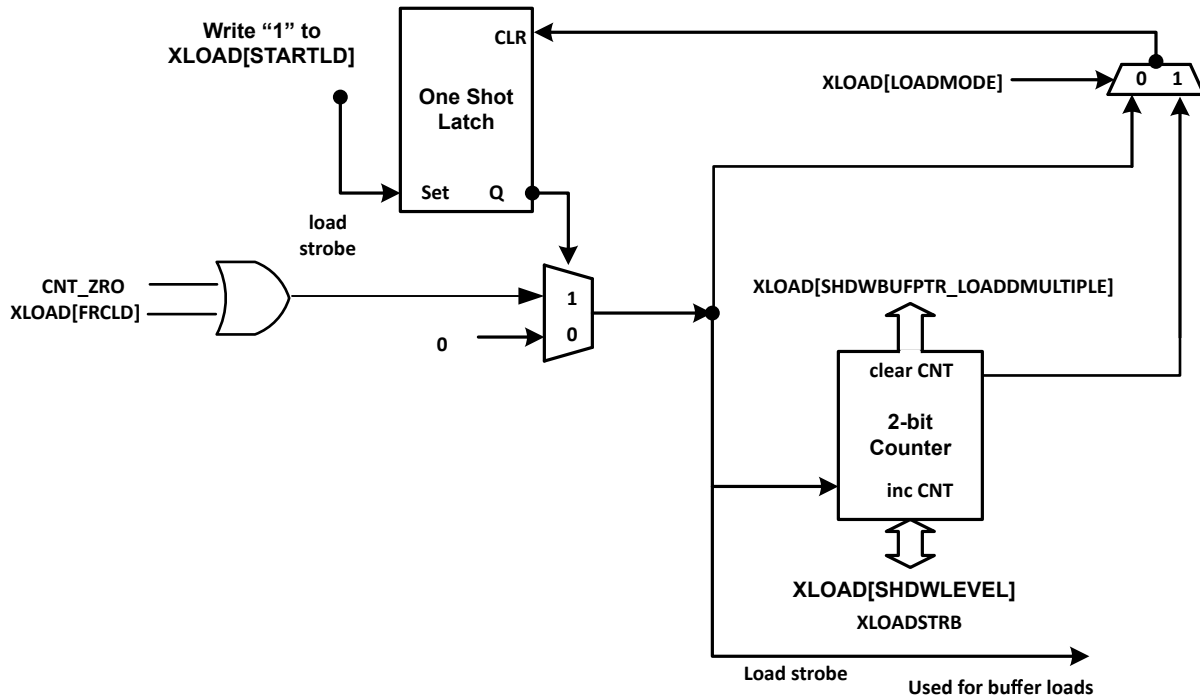 Write “1” to
XLOAD[STARTLD]
CLR
One Shot
Latch
Set Q
XLOAD[LOADMODE]
0 1
load
strobe
CNT_ZRO
XLOAD[FRCLD]
1
0
0
XLOAD[SHDWBUFPTR_LOADDMULTIPLE]
clear CNT
2-bit
Counter
inc CNT
XLOAD[SHDWLEVEL]
XLOADSTRB
Load strobe
Used for buffer loads